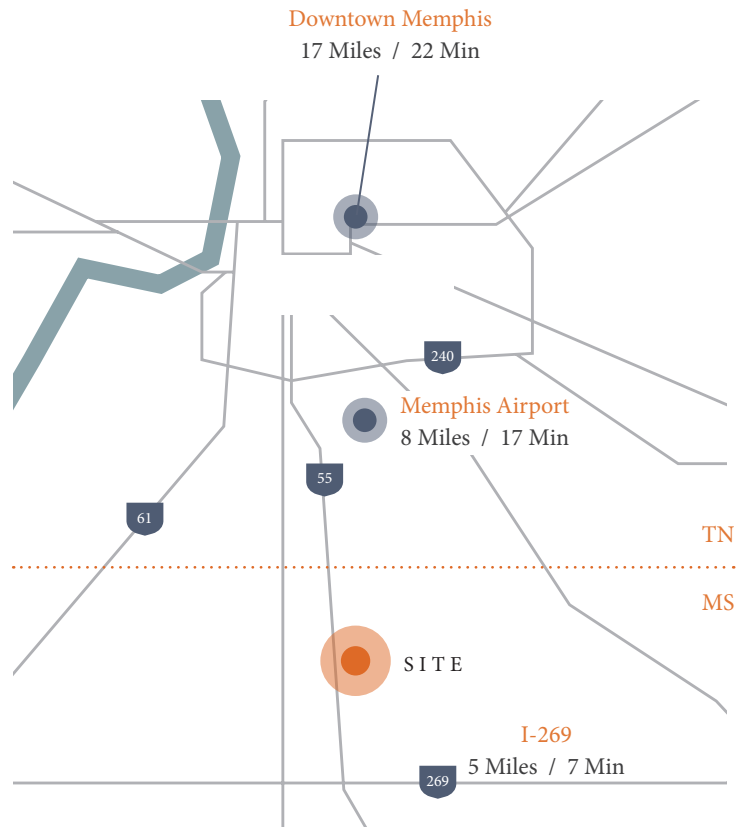 Downtown Memphis
17 Miles / 22 Min
240
Memphis Airport
8 Miles / 17 Min
55
61
TN
MS
SITE
I-269
5 Miles / 7 Min
269